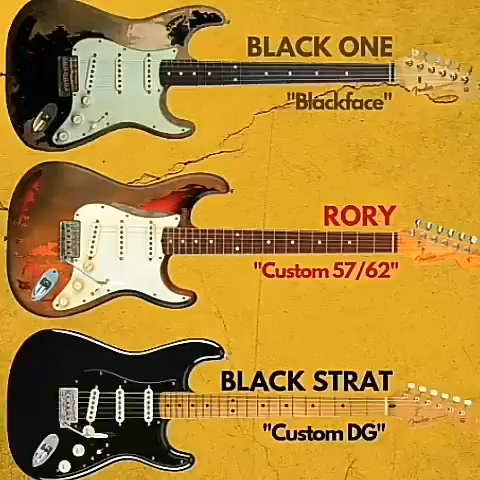 BLACK ONE
"Blackface"
RORY
"Custom 57/62"
BLACK STRAT
"Custom DG"